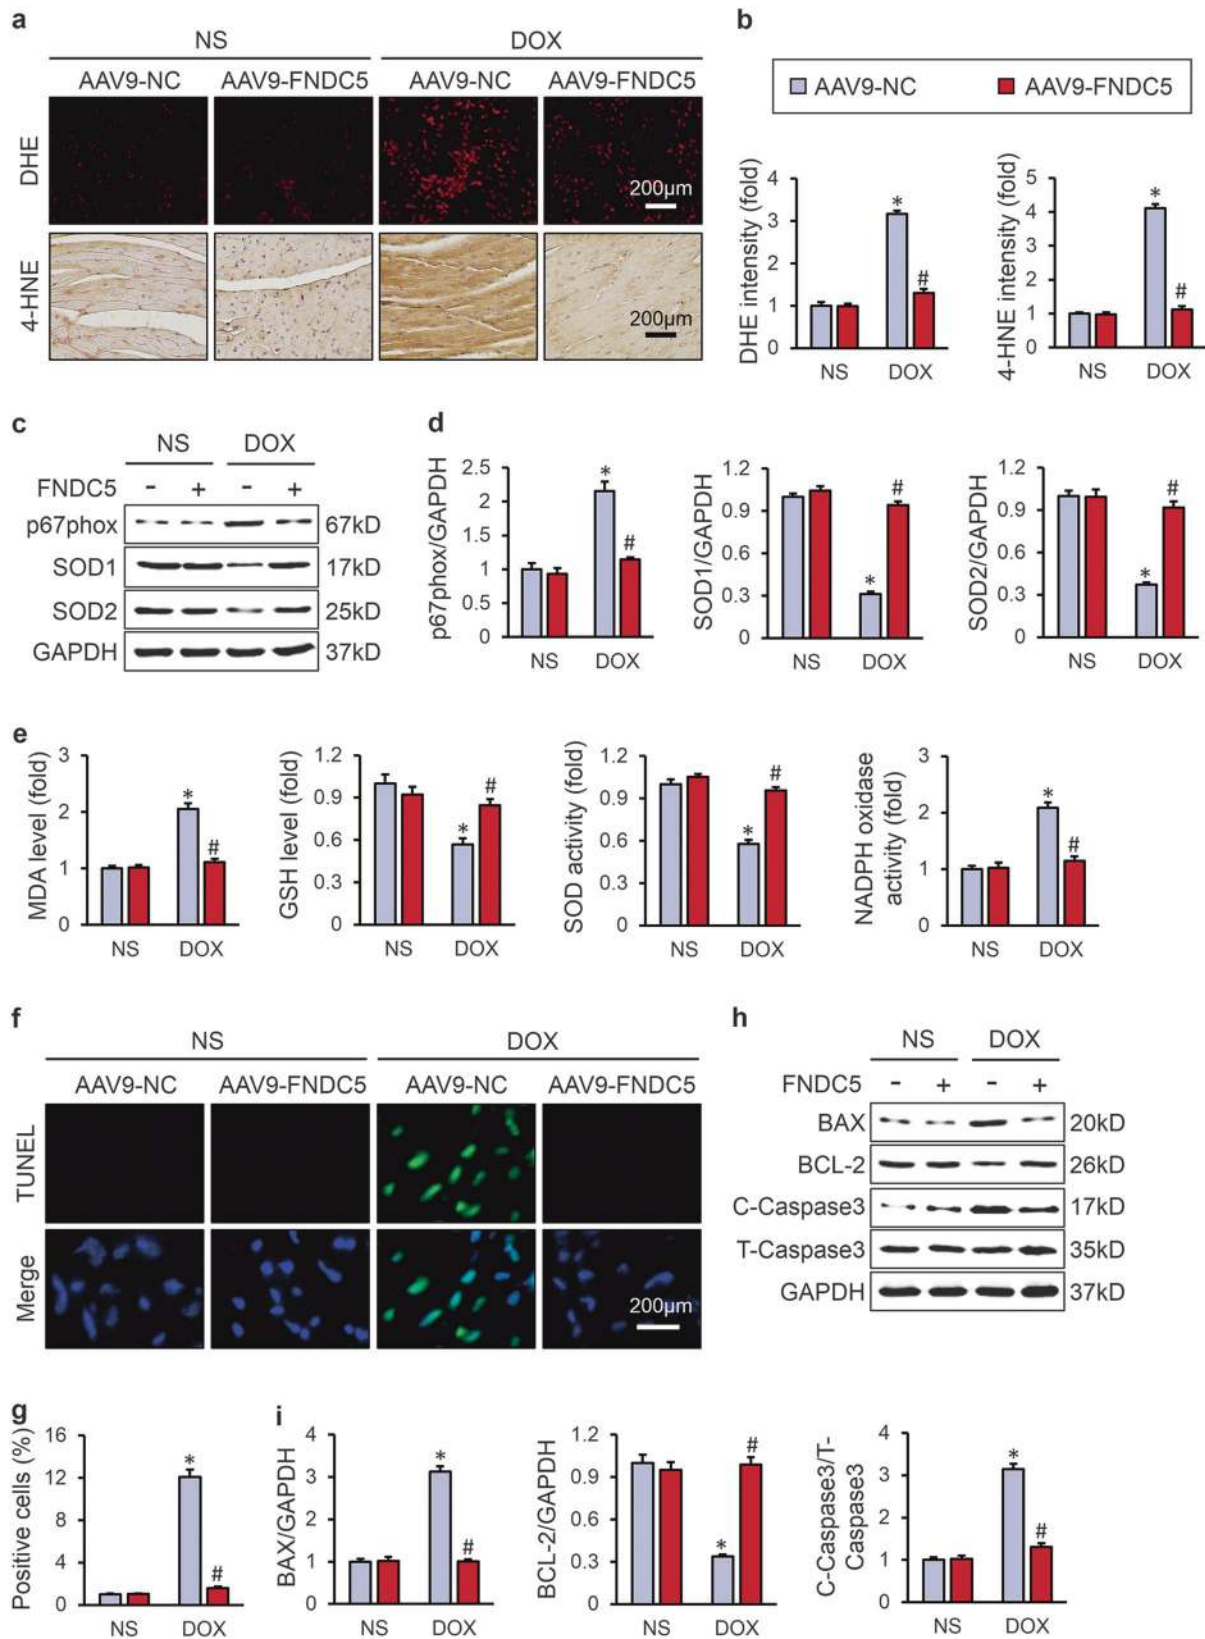 a
NS DOX
AAV9-NC AAV9-FNDC5 AAV9-NC AAV9-FNDC5
DHE
200μm
4-HNE
200μm
b
AAV9-NC AAV9-FNDC5
DHE intensity (fold)
4
3
2
1
0
*
#
NS DOX
4-HNE intensity (fold)
5
4
3
2
1
0
*
#
NS DOX
c
NS DOX
FNDC5 - + - +
p67phox 67kD
SOD1 17kD
SOD2 25kD
GAPDH 37kD
d
p67phox/GAPDH
2.5
2
1.5
1
0.5
0
*
#
NS DOX
SOD1/GAPDH
1.2
0.9
0.6
0.3
0
*
#
NS DOX
SOD2/GAPDH
1.2
0.9
0.6
0.3
0
*
#
NS DOX
e
MDA level (fold)
3
2
1
0
*
#
NS DOX
GSH level (fold)
1.2
0.9
0.6
0.3
0
*
#
NS DOX
SOD activity (fold)
1.2
0.9
0.6
0.3
0
*
#
NS DOX
NADPH oxidase
activity (fold)
3
2
1
0
*
#
NS DOX
f
NS DOX
AAV9-NC AAV9-FNDC5 AAV9-NC AAV9-FNDC5
TUNEL
Merge
200μm
h
NS DOX
FNDC5 - + - +
BAX 20kD
BCL-2 26kD
C-Caspase3 17kD
T-Caspase3 35kD
GAPDH 37kD
g
Positive cells (%)
16
12
8
4
0
*
#
NS DOX
i
BAX/GAPDH
4
3
2
1
0
*
#
NS DOX
BCL-2/GAPDH
1.2
0.9
0.6
0.3
0
*
#
NS DOX
C-Caspase3/T-
Caspase3
4
3
2
1
0
*
#
NS DOX